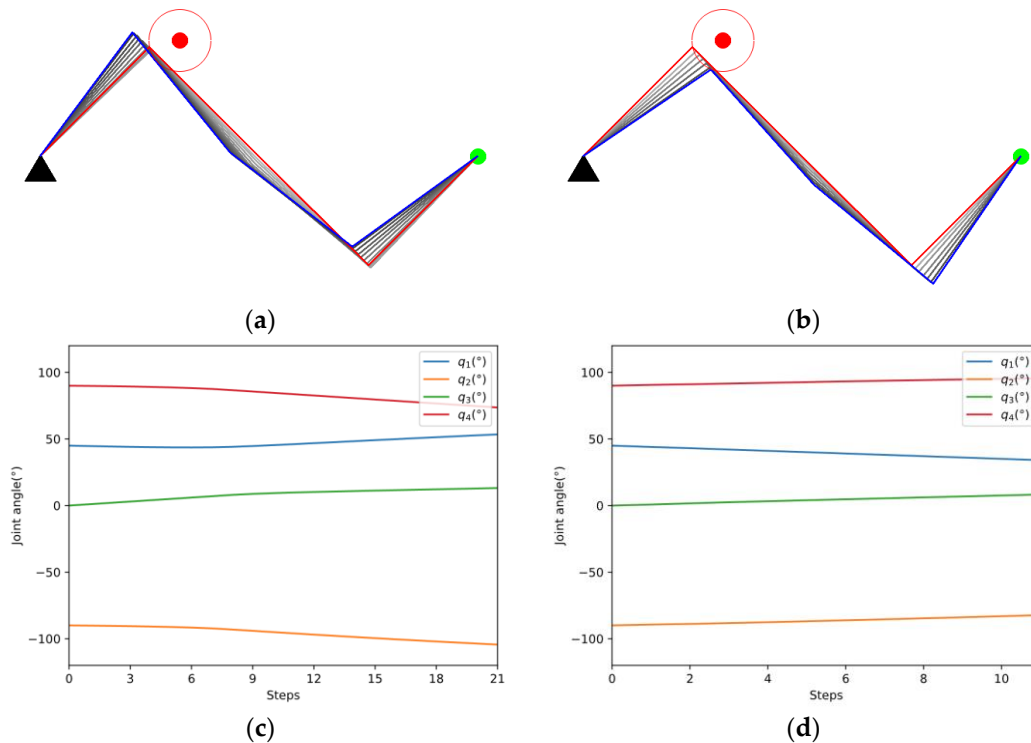 (a)
(b)
100
50
0
−50
−100
Joint angle(°)
q1(°)
q2(°)
q3(°)
q4(°)
0
3
6
9
12
15
18
21
Steps
100
50
0
−50
−100
Joint angle(°)
q1(°)
q2(°)
q3(°)
q4(°)
0
2
4
6
8
10
Steps
(c)
(d)